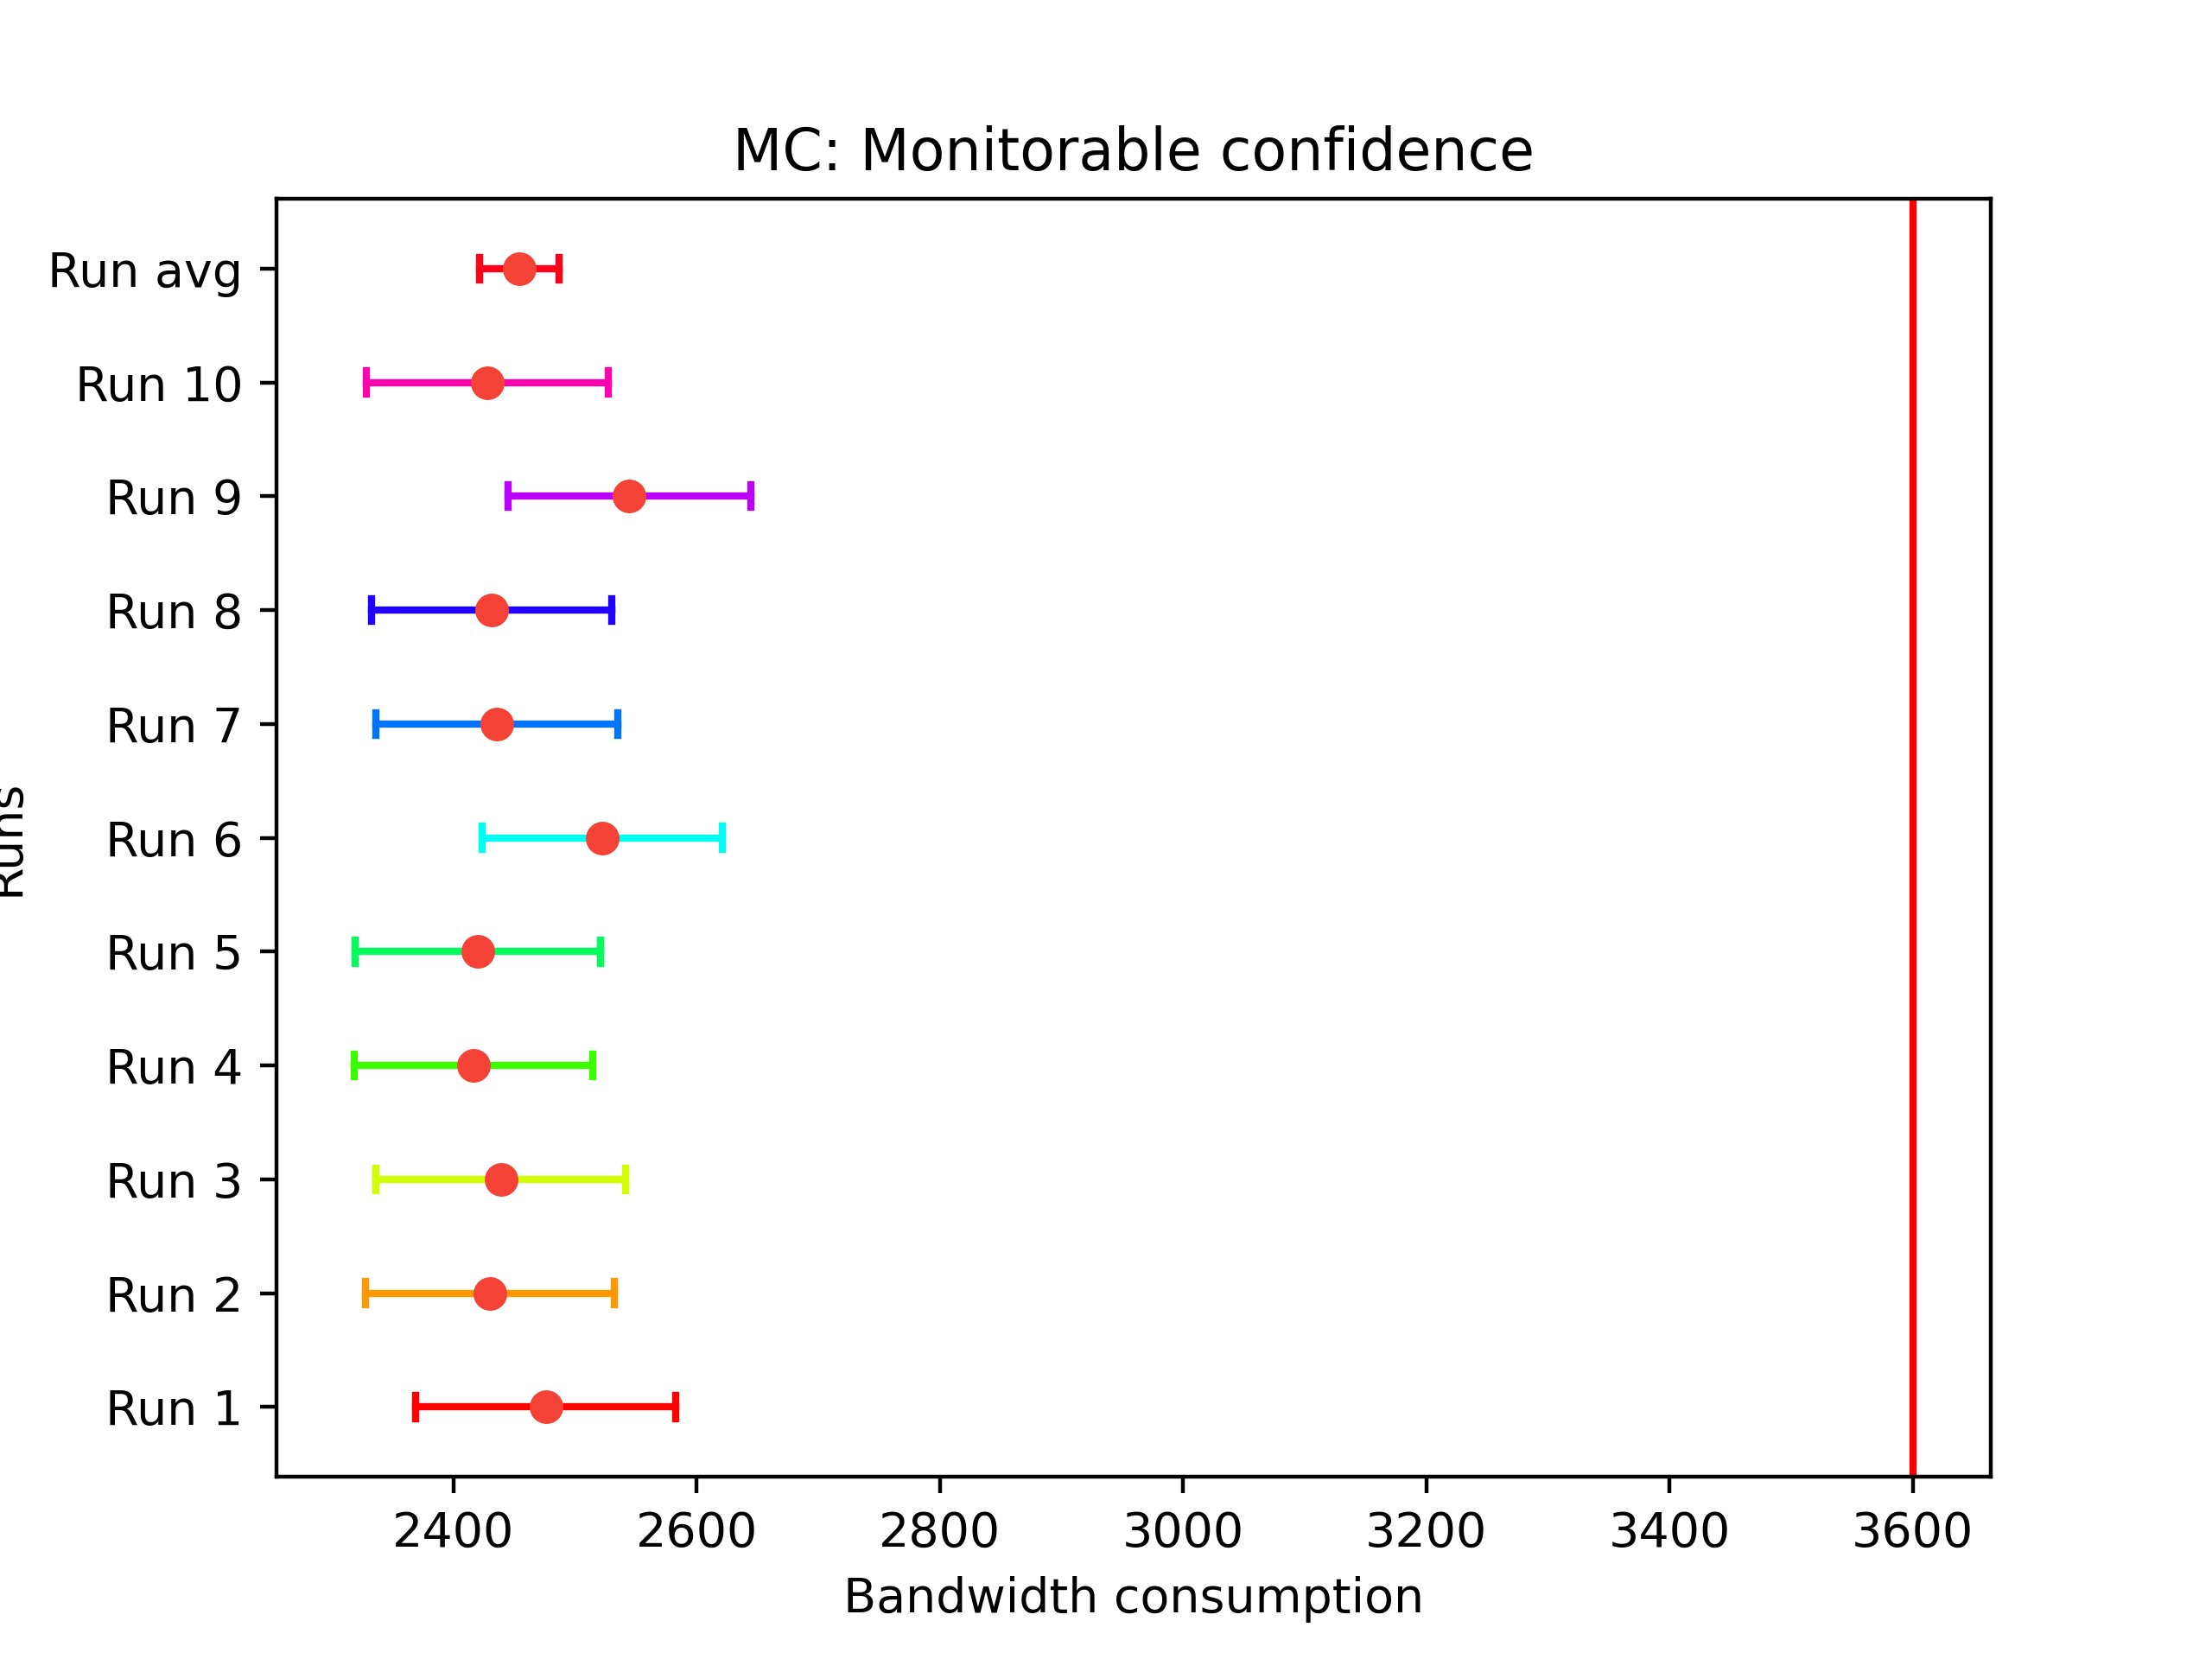 MC: Monitorable confidence
Run avg
Run 10
Run 9
Run 8
Run 7
Run 6
Run 5
Run 4
Run 3
Run 2
Run 1
Runs
2400 2600 2800 3000 3200 3400 3600
Bandwidth consumption